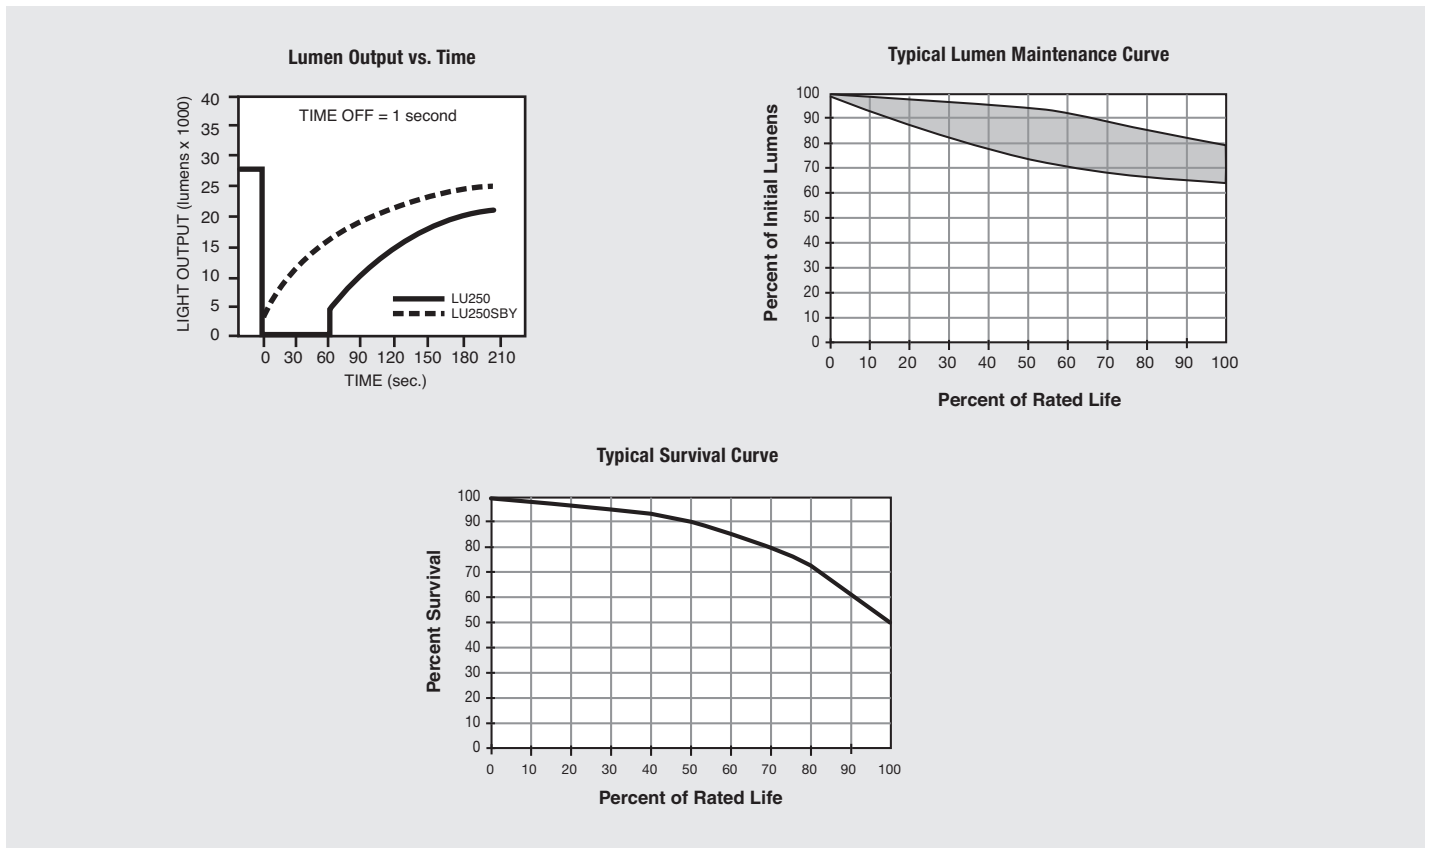 Lumen Output vs. Time
TIME OFF = 1 second
LIGHT OUTPUT (lumens x 1000)
40
35
30
25
20
15
10
5
0
LU250
LU250SBY
0 30 60 90 120 150 180 210
TIME (sec.)
Typical Lumen Maintenance Curve
Percent of Initial Lumens
100
90
80
70
60
50
40
30
20
10
0
0 10 20 30 40 50 60 70 80 90 100
Percent of Rated Life
Typical Survival Curve
Percent Survival
100
90
80
70
60
50
40
30
20
10
0
0 10 20 30 40 50 60 70 80 90 100
Percent of Rated Life